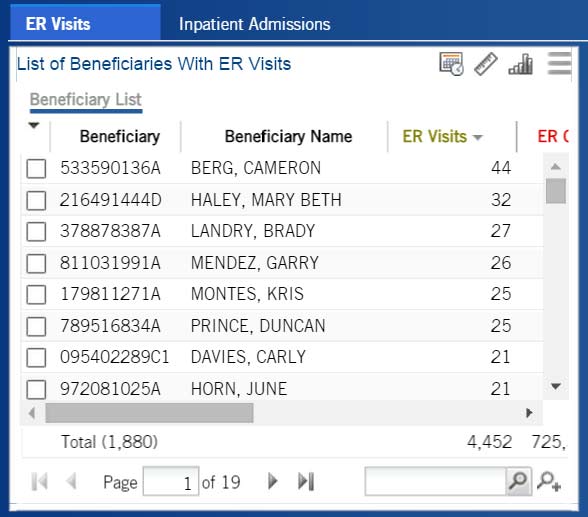 ER Visits Inpatient Admissions
List of Beneficiaries With ER Visits
Beneficiary List
Beneficiary Beneficiary Name ER Visits ER
533590136A BERG, CAMERON 44
216491444D HALEY, MARY BETH 32
378878387A LANDRY, BRADY 27
811031991A MENDEZ, GARRY 26
179811271A MONTES, KRIS 25
789516834A PRINCE, DUNCAN 25
095402289C1 DAVIES, CARLY 21
972081025A HORN, JUNE 21
Total (1,880) 4,452 725,
Page 1 of 19